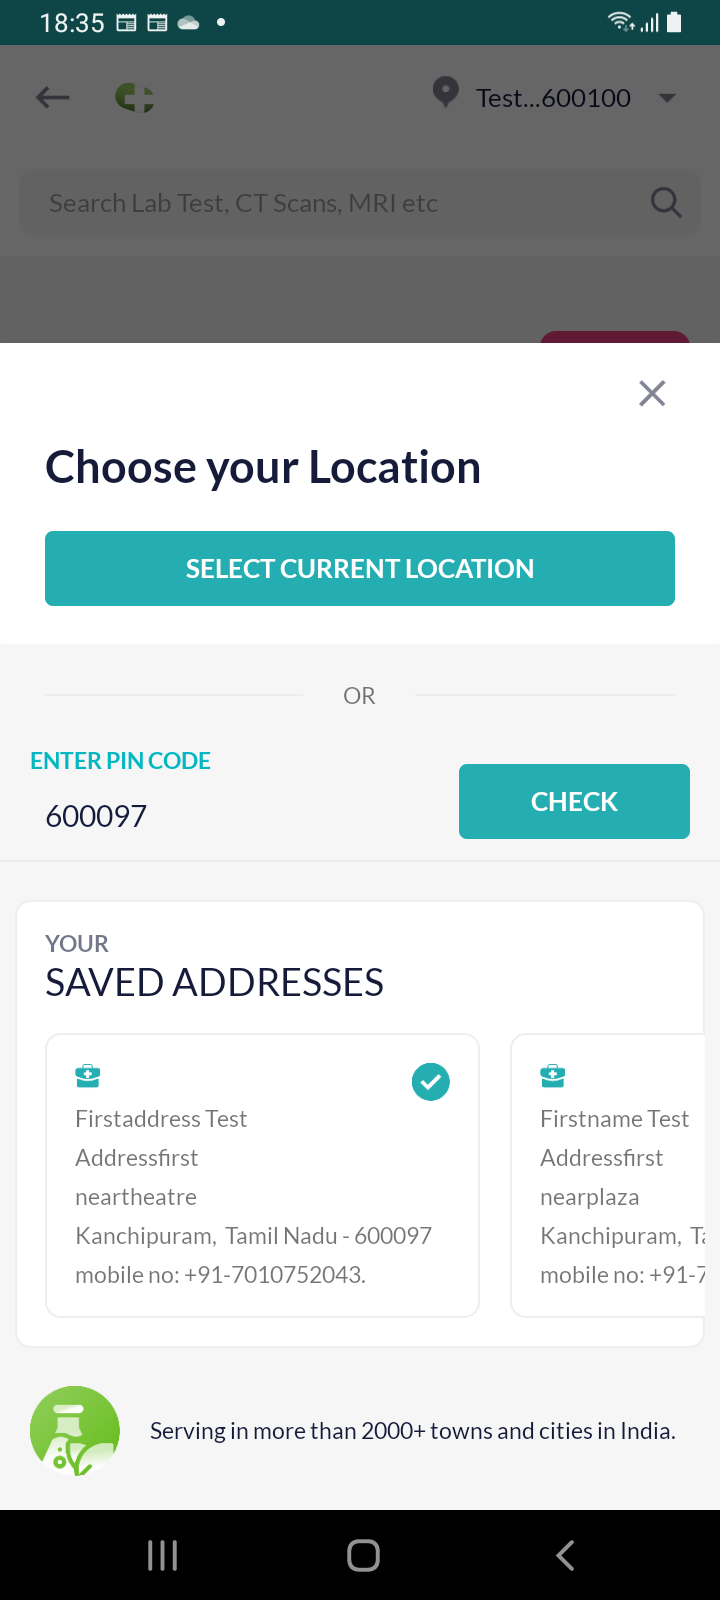 18:35
Test...600100
Search Lab Test, CT Scans, MRI etc
Choose your Location
SELECT CURRENT LOCATION
OR
ENTER PIN CODE
600097
CHECK
YOUR
SAVED ADDRESSES
Firstaddress Test
Addressfirst
neartheatre
Kanchipuram, Tamil Nadu - 600097
mobile no: +91-7010752043.
Firstname Test
Addressfirst
nearplaza
Kanchipuram,
mobile no: +91-7
Serving in more than 2000+ towns and cities in India.